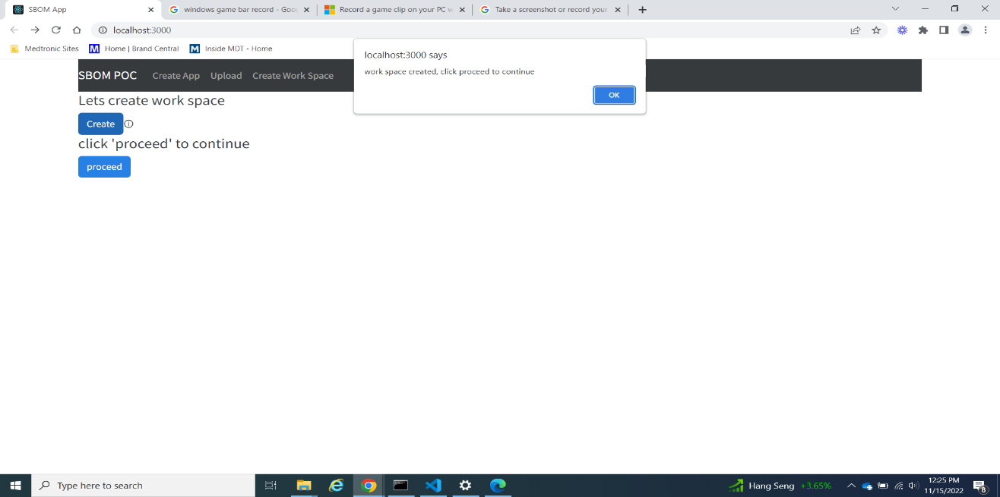 SBOM App
windows game bar record - Goo
Record a game clip on your PC w
Take a screenshot or record your
localhost:3000
Medtronic Sites
M Home | Brand Central
M Inside MDT - Home
localhost:3000 says
work space created, click proceed to continue
OK
SBOM POC Create App Upload Create Work Space
Lets create work space
Create
click 'proceed' to continue
proceed
Type here to search
Hang Seng +3.65%
12:25 PM
11/15/2022
8